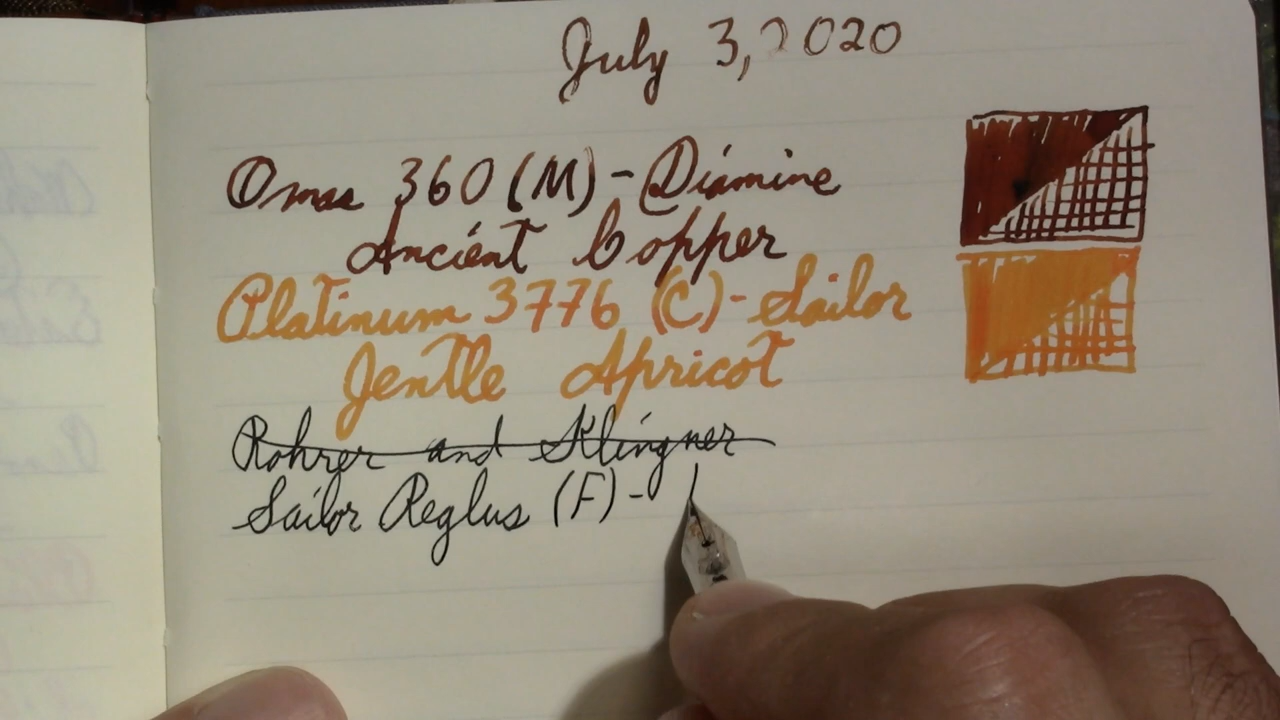 July 3, 2020
Omas 360 (M) - Diamine
Ancient Copper
Platinum 3776 (C) - Sailor
Jentle Apricot
Rohrer and Klingner
Sailor Reglus (F) -